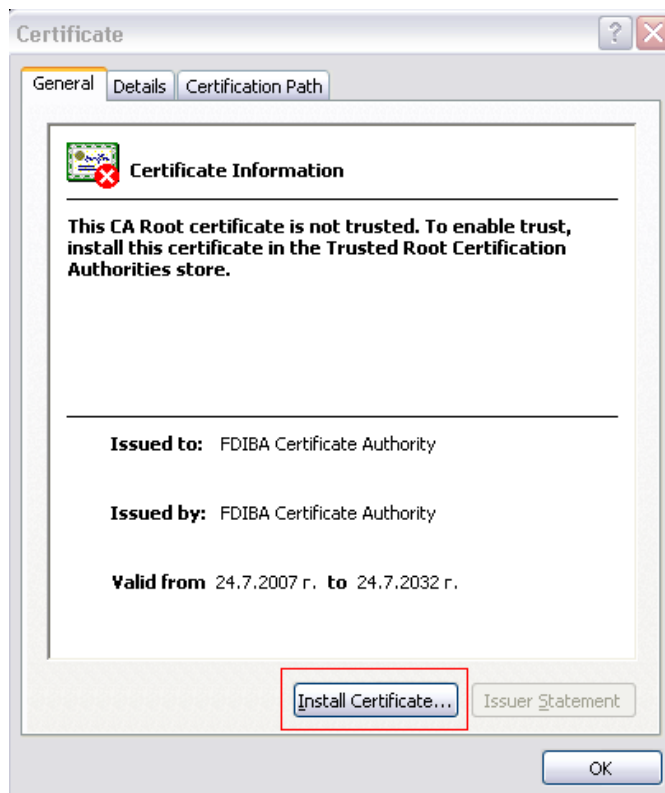 Certificate
General Details Certification Path
Certificate Information
This CA Root certificate is not trusted. To enable trust,
install this certificate in the Trusted Root Certification
Authorities store.
Issued to: FDIBA Certificate Authority
Issued by: FDIBA Certificate Authority
Valid from 24.7.2007 г. to 24.7.2032 г.
Install Certificate... Issuer Statement
OK